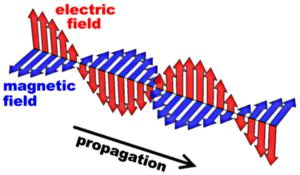 electric
field
magnetic
field
propagation